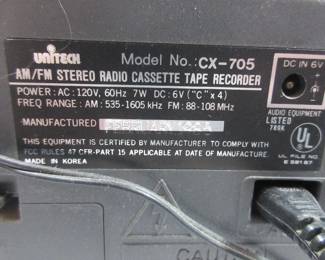 UNITECH Model No.: CX-705 DC IN 6V
AM/FM STEREO RADIO CASSETTE TAPE RECORDER
POWER: AC: 120V, 60Hz 7W DC: 6V ("C" x 4)
FREQ RANGE: AM: 535-1605 kHz FM: 88-108 MHz
MANUFACTURED
THIS EQUIPMENT IS CERTIFIED BY MANUFACTURER TO COMPLY WITH
FCC RULES 47 CFR-PART 15 APPLICABLE AT DATE OF MANUFACTURE.
MADE IN KOREA
AUDIO EQUIPMENT
LISTED
UL
UL FILE NO
CAUTION